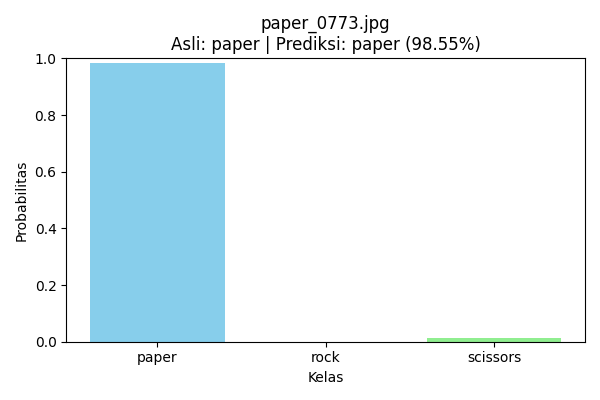 paper_0773.jpg
Asli: paper | Prediksi: paper (98.55%)
1.0
0.8
0.6
0.4
0.2
0.0
Probabilitas
paper rock scissors
Kelas